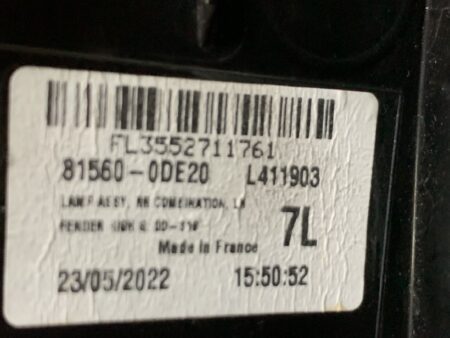 FL3552711761
81560-0DE20 L411903
LAMP ASSY, RR COMBINATION, LH
7L
Made in France
23/05/2022 15:50:52